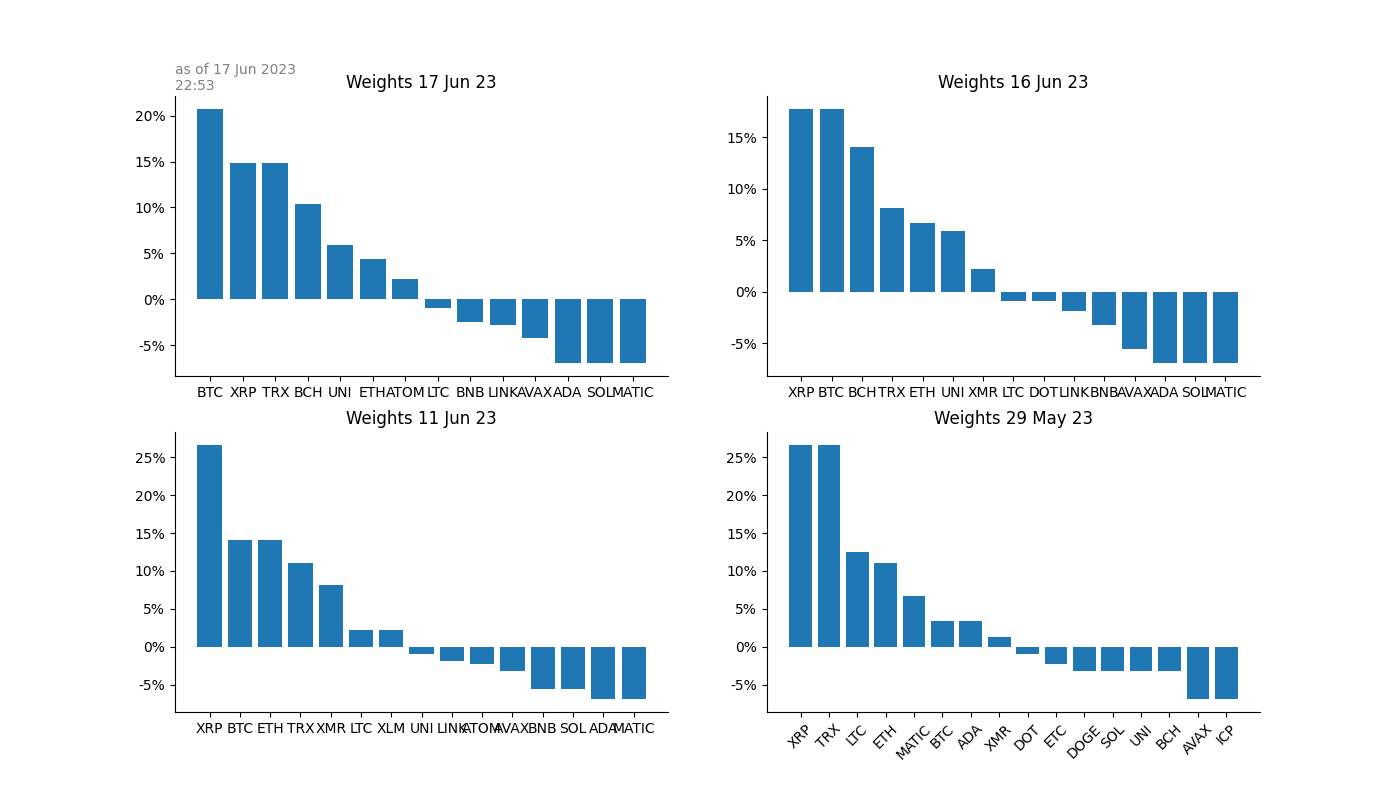 as of 17 Jun 2023
22:53
Weights 17 Jun 23
20%
15%
10%
5%
0%
-5%
BTC XRP TRX BCH UNI ETH ATOM LTC BNB LINK AVAX ADA SOL MATIC
Weights 16 Jun 23
15%
10%
5%
0%
-5%
XRP BTC BCH TRX ETH UNI XMR LTC DOT LINK BNB AVAX ADA SOL MATIC
Weights 11 Jun 23
25%
20%
15%
10%
5%
0%
-5%
XRP BTC ETH TRX XMR LTC XLM UNI LINK ATOM AVAX BNB SOL ADA MATIC
Weights 29 May 23
25%
20%
15%
10%
5%
0%
-5%
XRP TRX LTC ETH MATIC BTC ADA XMR DOT ETC DOGE SOL UNI BCH AVAX ICP